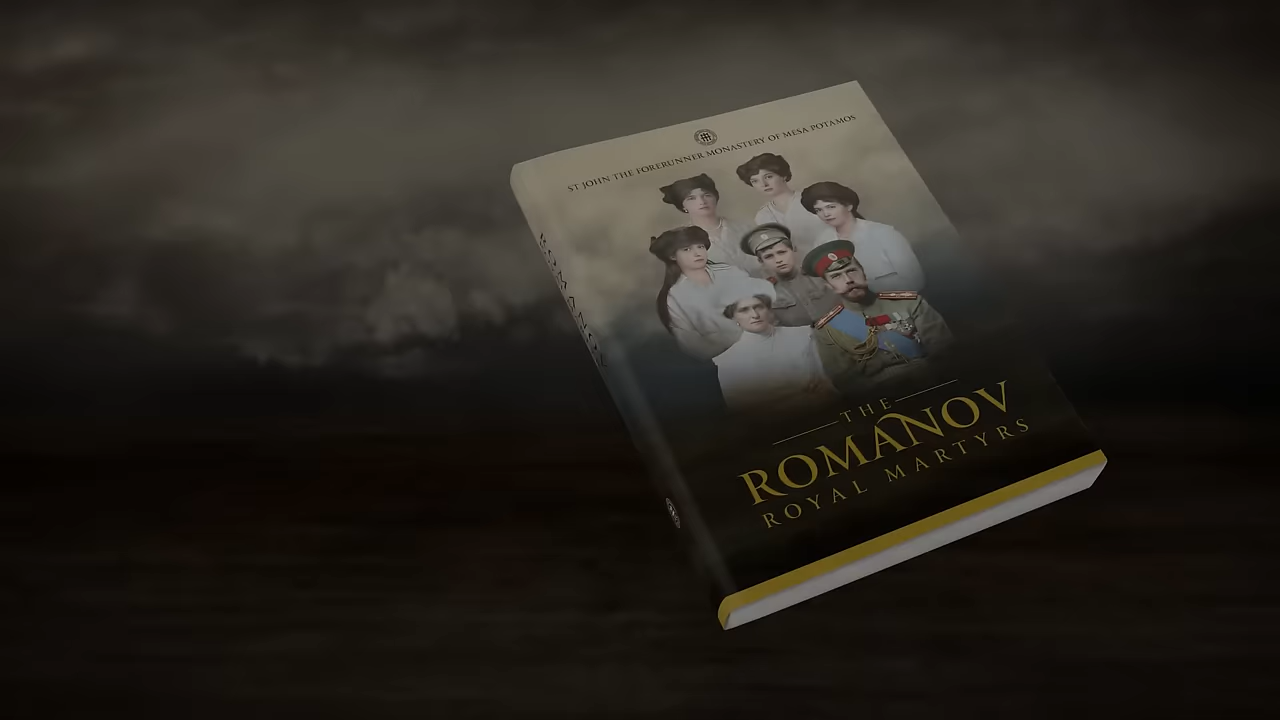 ST JOHN THE FORERUNNER MONASTERY OF MESA POTAMOS
THE
ROMANOV
ROYAL MARTYRS